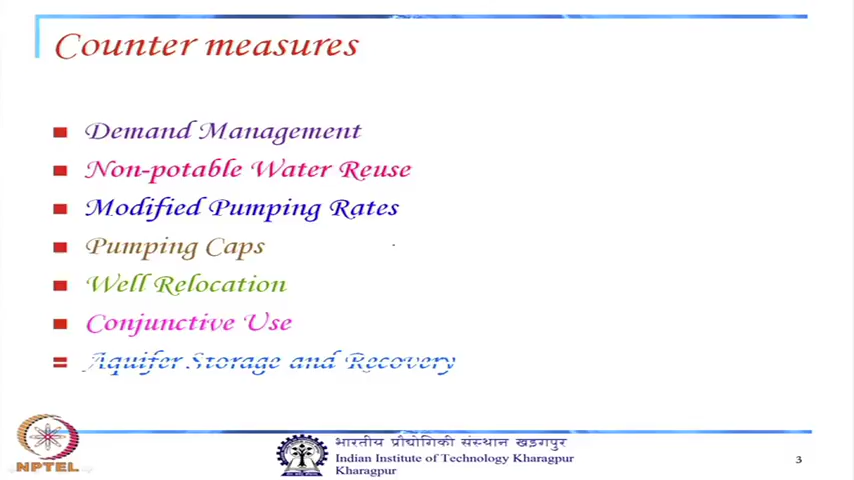 Counter measures
Demand Management
Non-potable Water Reuse
Modified Pumping Rates
Pumping Caps
Well Relocation
Conjunctive Use
Aquifer Storage and Recovery
भारतीय प्रौद्योगिकी संस्थान खड़गपुर
Indian Institute of Technology Kharagpur
Kharagpur
NPTEL
3